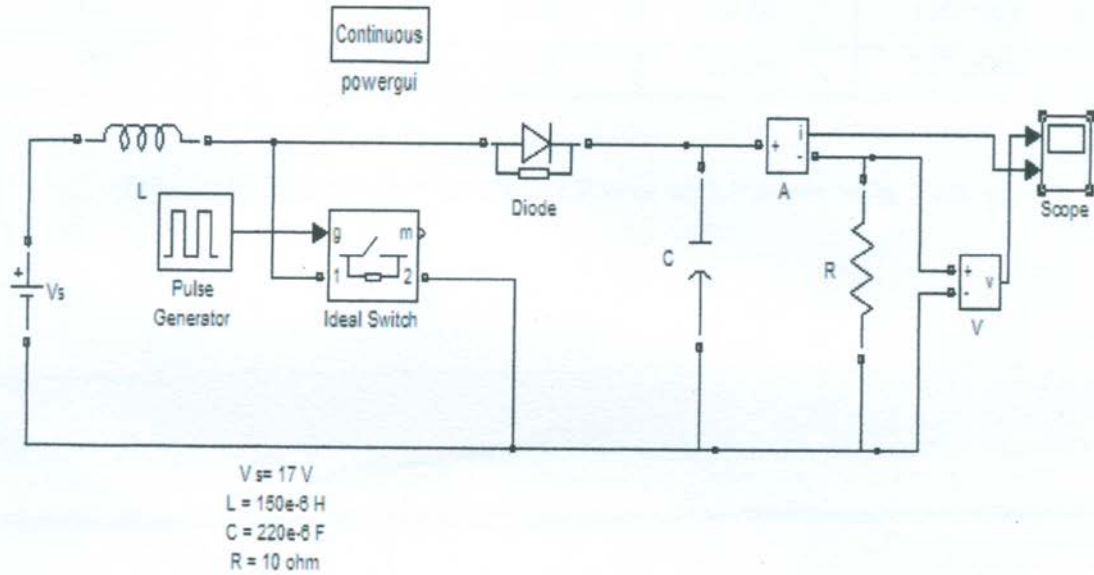 Continuous
powergui
L
Pulse
Generator
g
m
1
2
Ideal Switch
Diode
+
Vs
C
+
-
i
A
R
+
-
v
V
Scope
V s= 17 V
L = 150e-6 H
C = 220e-6 F
R = 10 ohm